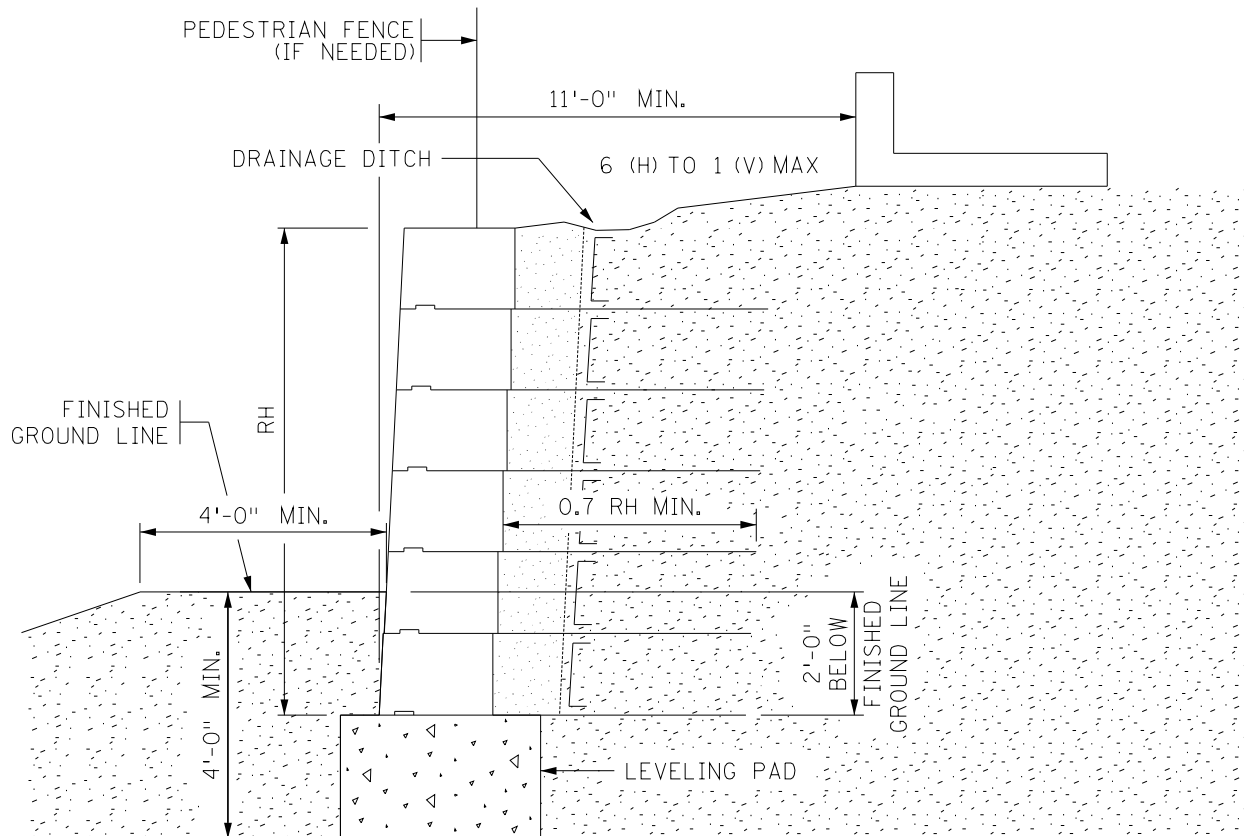 PEDESTRIAN FENCE
(IF NEEDED)
11'-0" MIN.
DRAINAGE DITCH
6 (H) TO 1 (V) MAX
RH
FINISHED
GROUND LINE
4'-0" MIN.
0.7 RH MIN.
4'-0" MIN.
2'-0"
BELOW
FINISHED
GROUND LINE
LEVELING PAD